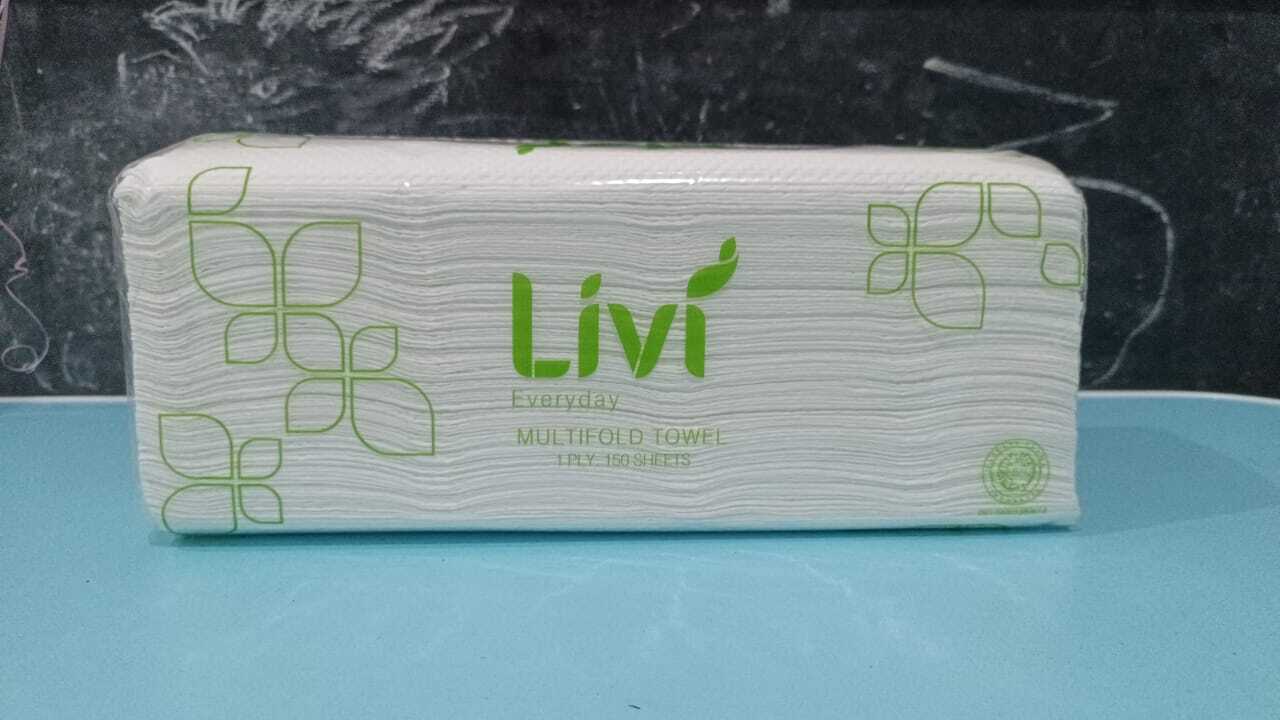 Livi
Everyday
MULTIFOLD TOWEL
1 PLY 150 SHEETS